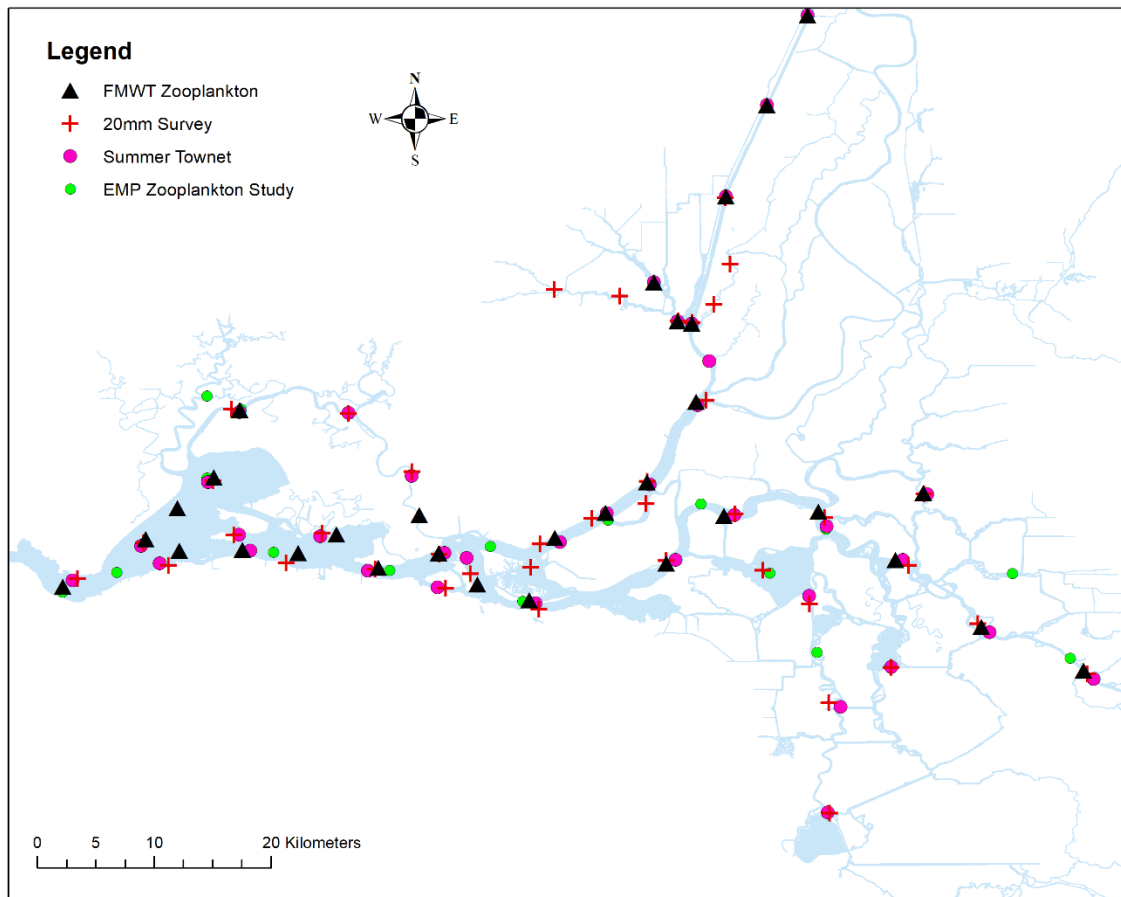 Legend
FMWT Zooplankton
20mm Survey
Summer Townet
EMP Zooplankton Study
N
W E
S
0 5 10 20 Kilometers